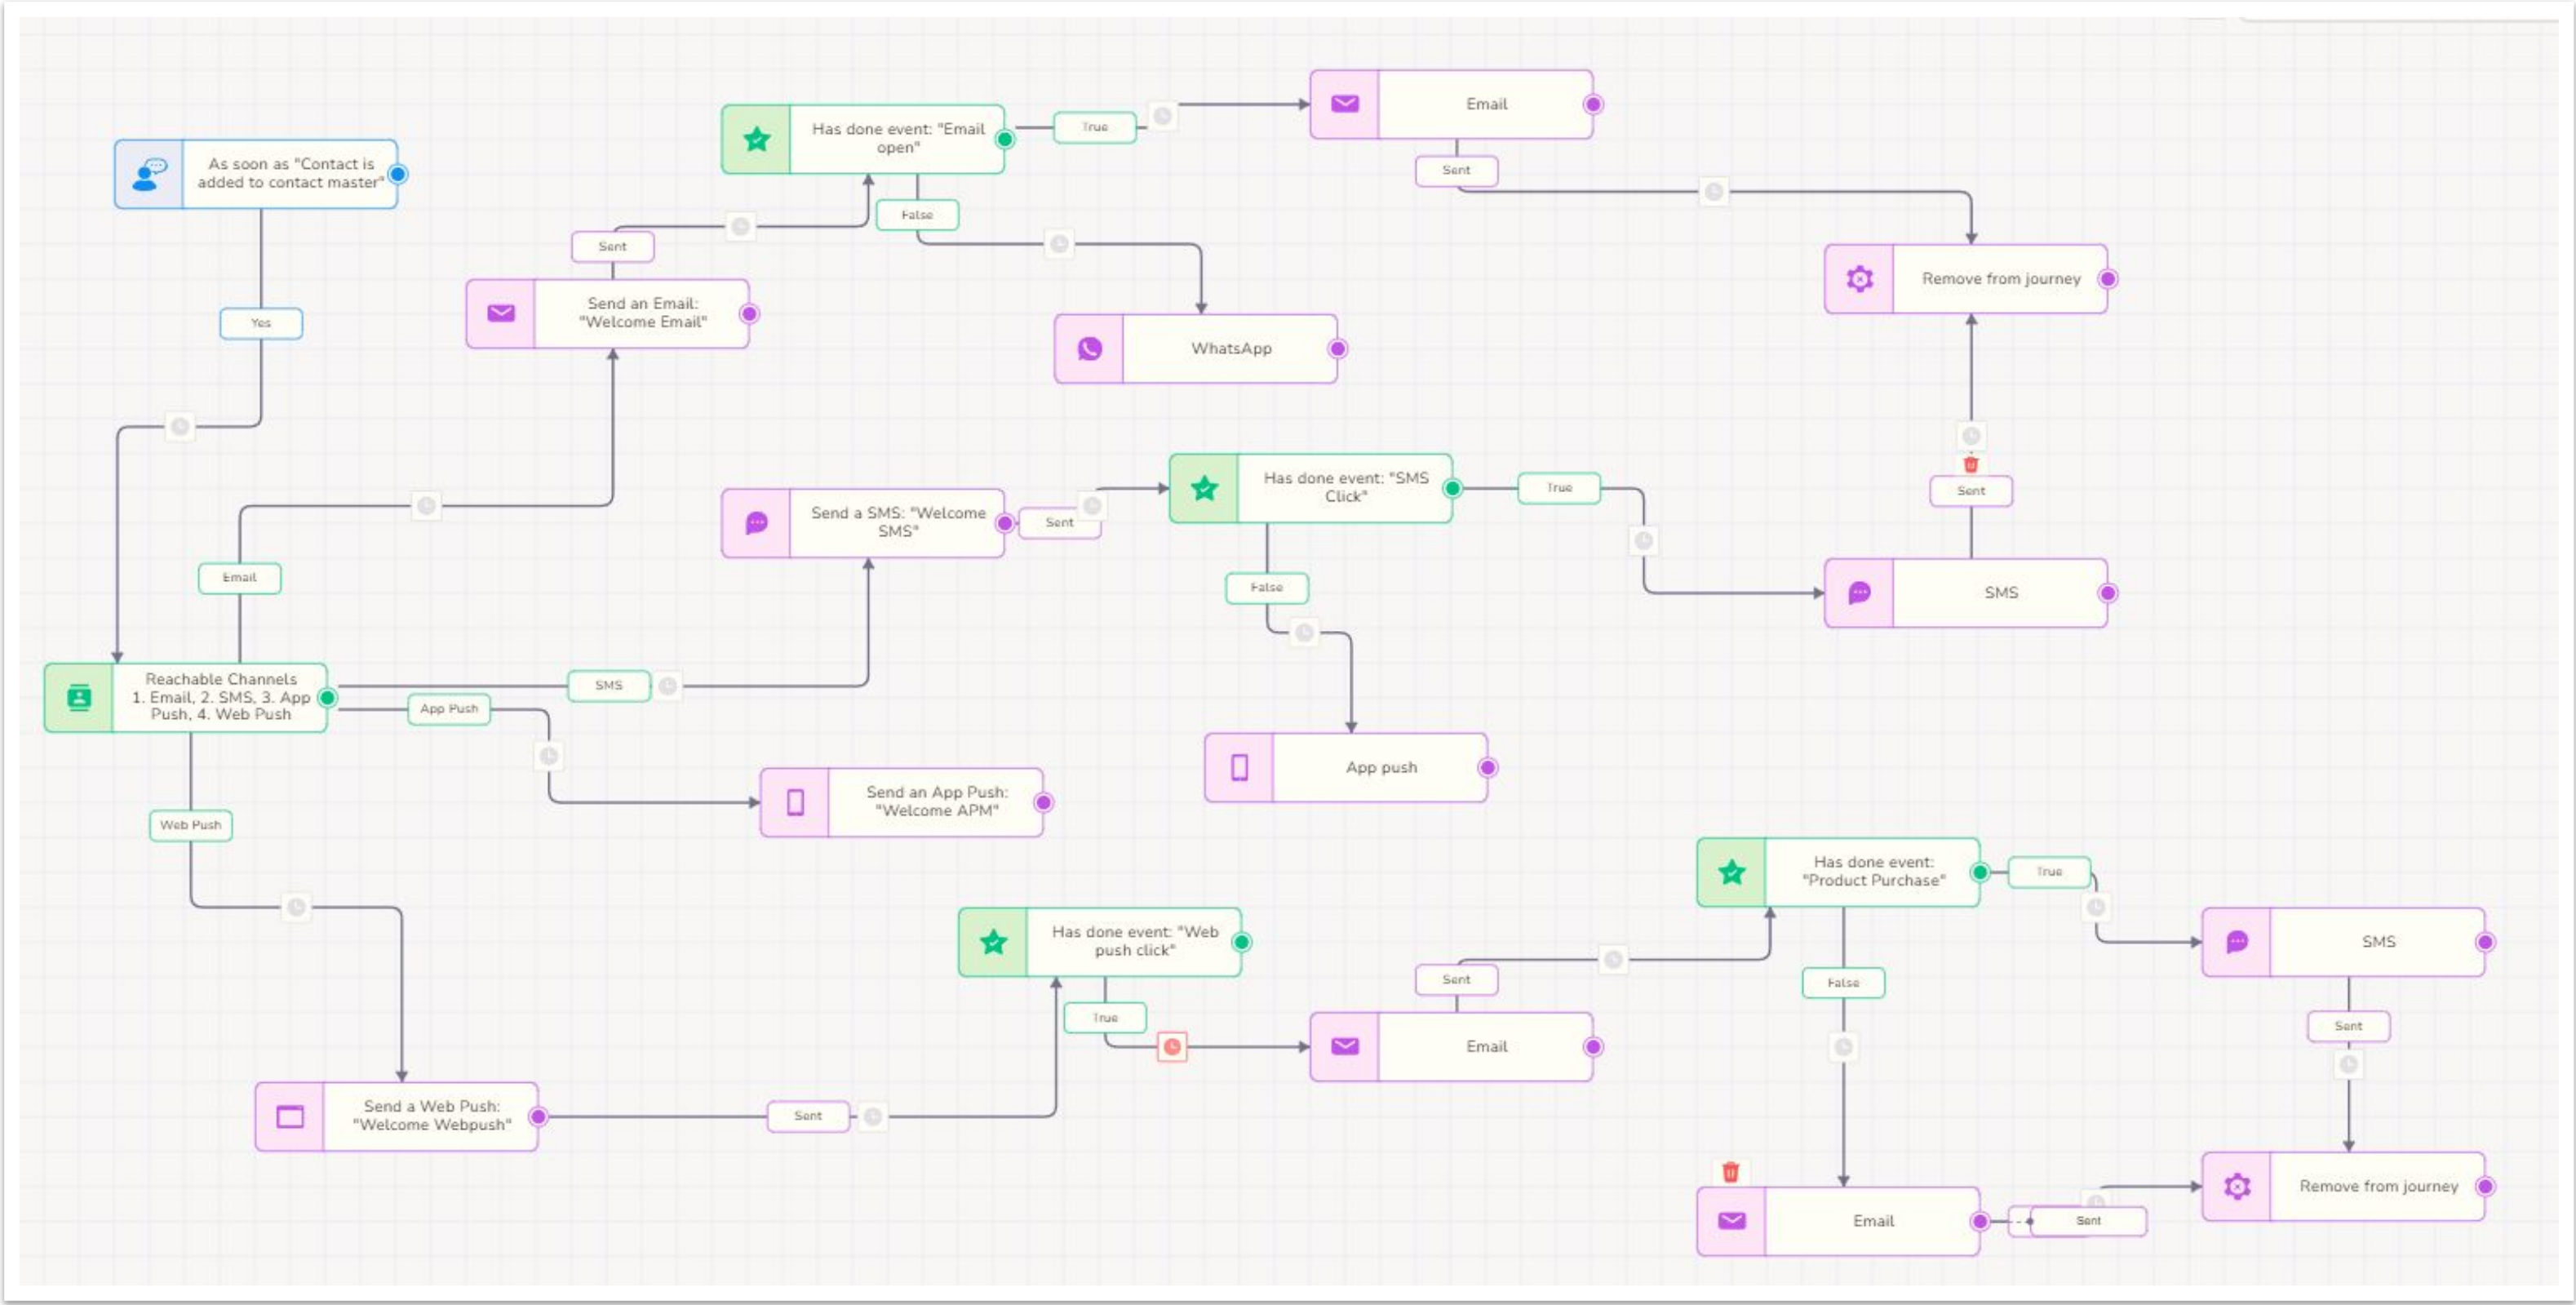 Email
Has done event: "Email
open"
True
Sent
As soon as "Contact is
added to contact master"
False
Sent
Remove from journey
Send an Email:
"Welcome Email"
Yes
WhatsApp
Has done event: "SMS
Click"
True
Sent
Send a SMS: "Welcome
SMS"
Sent
Email
False
SMS
Reachable Channels
1. Email, 2. SMS, 3. App
Push, 4. Web Push
SMS
App Push
App push
Send an App Push:
"Welcome APM"
Web Push
Has done event:
"Product Purchase"
True
Has done event: "Web
push click"
SMS
Sent
False
True
Sent
Email
Send a Web Push:
"Welcome Webpush"
Sent
Remove from journey
Email
Sent